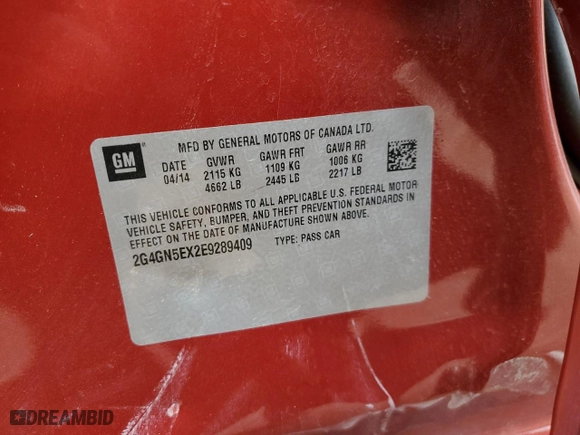 MFD BY GENERAL MOTORS OF CANADA LTD.
GM
DATE GVWR GAWR FRT GAWR RR
04/14 2115 KG 1109 KG 1006 KG
4662 LB 2445 LB 2217 LB
THIS VEHICLE CONFORMS TO ALL APPLICABLE U.S. FEDERAL MOTOR
VEHICLE SAFETY, BUMPER, AND THEFT PREVENTION STANDARDS IN
EFFECT ON THE DATE OF MANUFACTURE SHOWN ABOVE.
2G4GN5EX2E9289409 TYPE: PASS CAR
DREAMBID